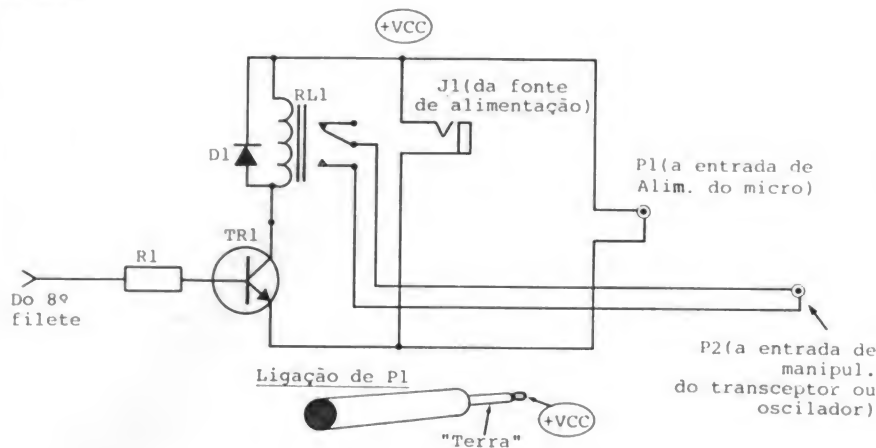 +VCC
J1(da fonte
de alimentação)
RL1
D1
P1(a entrada de
Alim. do micro)
TR1
R1
Do 8º
filete
P2(a entrada de
manipul.
do transceptor ou
oscilador)
Ligação de P1
+VCC
"Terra"